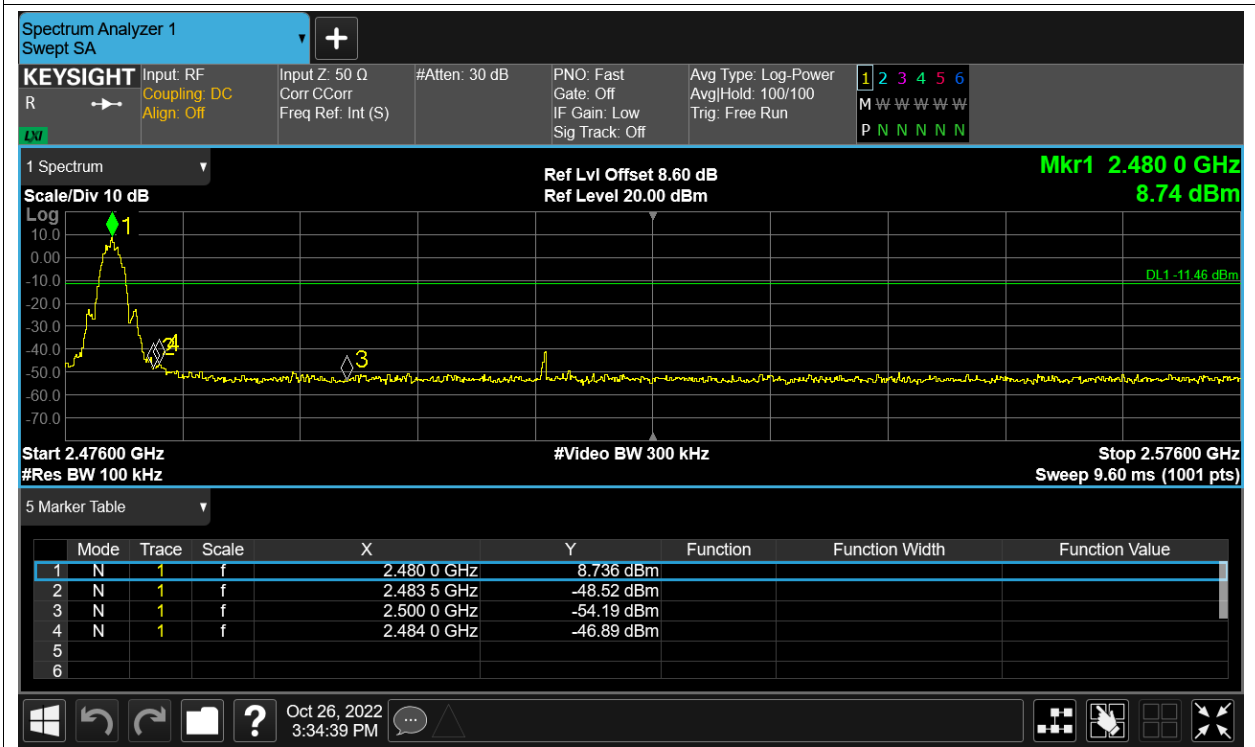 Spectrum Analyzer 1
Swept SA
KEYSIGHT
R
LXI
Input: RF
Coupling: DC
Align: Off
Input Z: 50 Ω
Corr CCorr
Freq Ref: Int (S)
#Atten: 30 dB
PNO: Fast
Gate: Off
IF Gain: Low
Sig Track: Off
Avg Type: Log-Power
Avg|Hold: 100/100
Trig: Free Run
1 2 3 4 5 6
M W W W W W
P N N N N N
1 Spectrum
Scale/Div 10 dB
Ref Lvl Offset 8.60 dB
Ref Level 20.00 dBm
Mkr1 2.480 0 GHz
8.74 dBm
Log
10.0
0.00
-10.0
-20.0
-30.0
-40.0
-50.0
-60.0
-70.0
1
DL1 -11.46 dBm
2 4
3
Start 2.47600 GHz
#Res BW 100 kHz
#Video BW 300 kHz
Stop 2.57600 GHz
Sweep 9.60 ms (1001 pts)
5 Marker Table
Mode Trace Scale X Y Function Function Width Function Value
1 N 1 f 2.480 0 GHz 8.736 dBm
2 N 1 f 2.483 5 GHz -48.52 dBm
3 N 1 f 2.500 0 GHz -54.19 dBm
4 N 1 f 2.484 0 GHz -46.89 dBm
5
6
?
Oct 26, 2022
3:34:39 PM